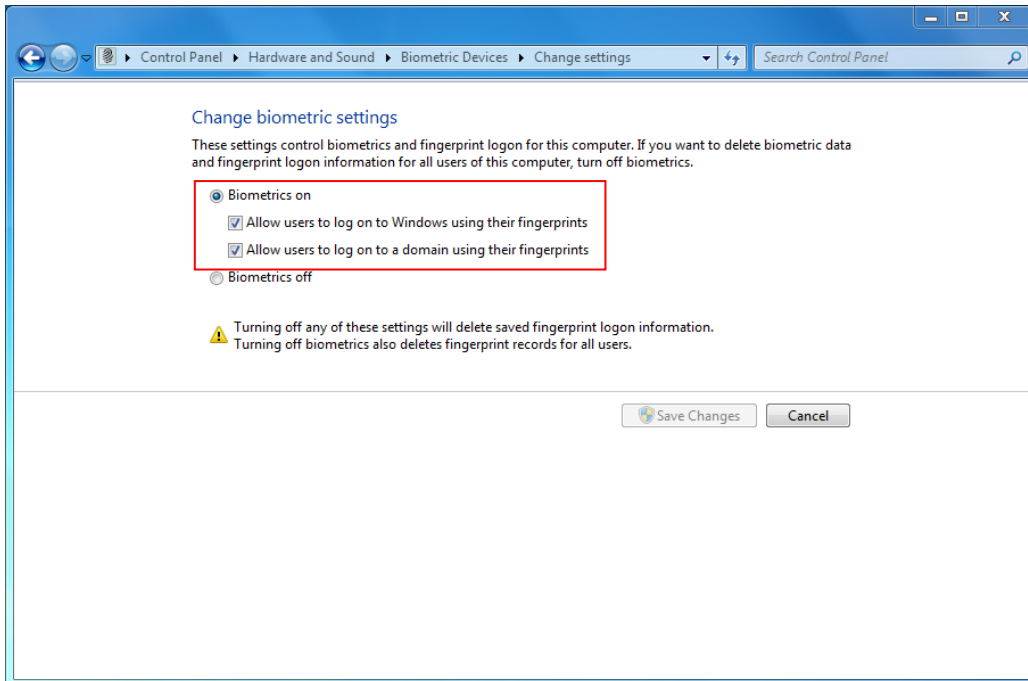 Control Panel Hardware and Sound Biometric Devices Change settings Search Control Panel
Change biometric settings
These settings control biometrics and fingerprint logon for this computer. If you want to delete biometric data
and fingerprint logon information for all users of this computer, turn off biometrics.
Biometrics on
Allow users to log on to Windows using their fingerprints
Allow users to log on to a domain using their fingerprints
Biometrics off
Turning off any of these settings will delete saved fingerprint logon information.
Turning off biometrics also deletes fingerprint records for all users.
Save Changes Cancel